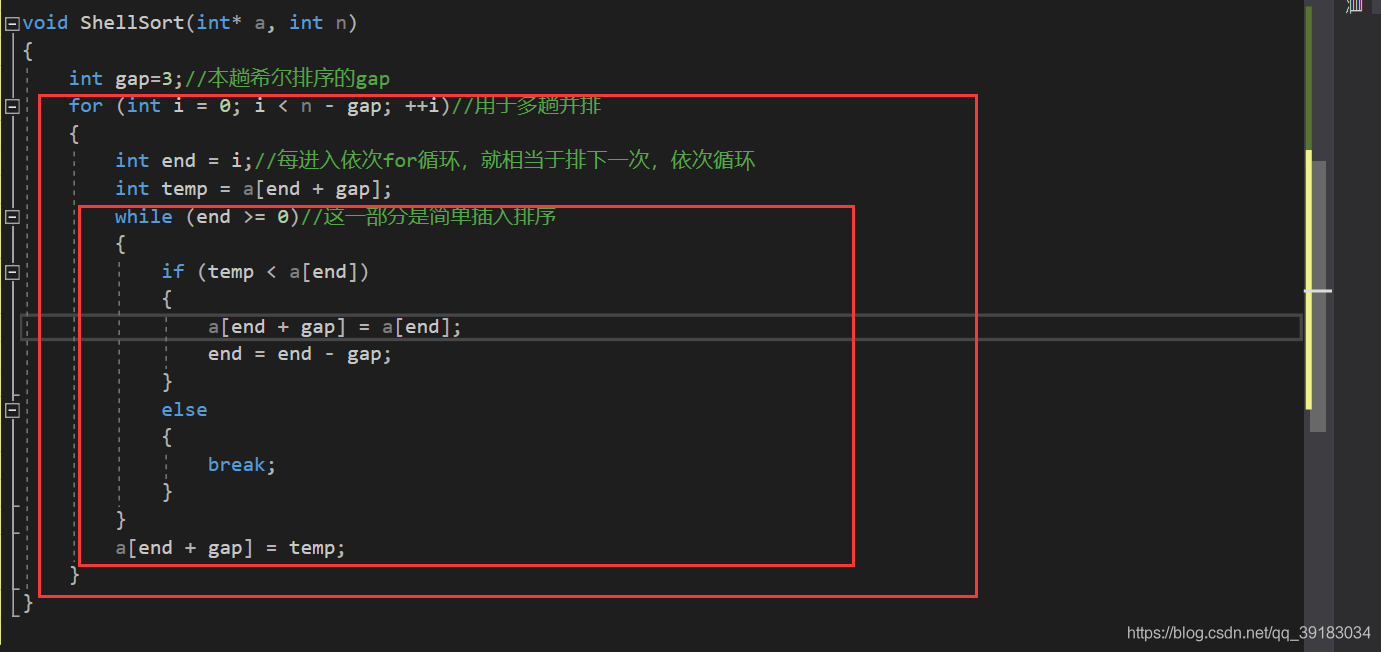 void ShellSort(int* a, int n)
{
int gap=3;//本趟希尔排序的gap
for (int i = 0; i < n - gap; ++i)//用于多趟并排
{
int end = i;//每进入依次for循环，就相当于排下一次，依次循环
int temp = a[end + gap];
while (end >= 0)//这一部分是简单插入排序
{
if (temp < a[end])
{
a[end + gap] = a[end];
end = end - gap;
}
else
{
break;
}
}
a[end + gap] = temp;
}
}
https://blog.csdn.net/qq_39183034